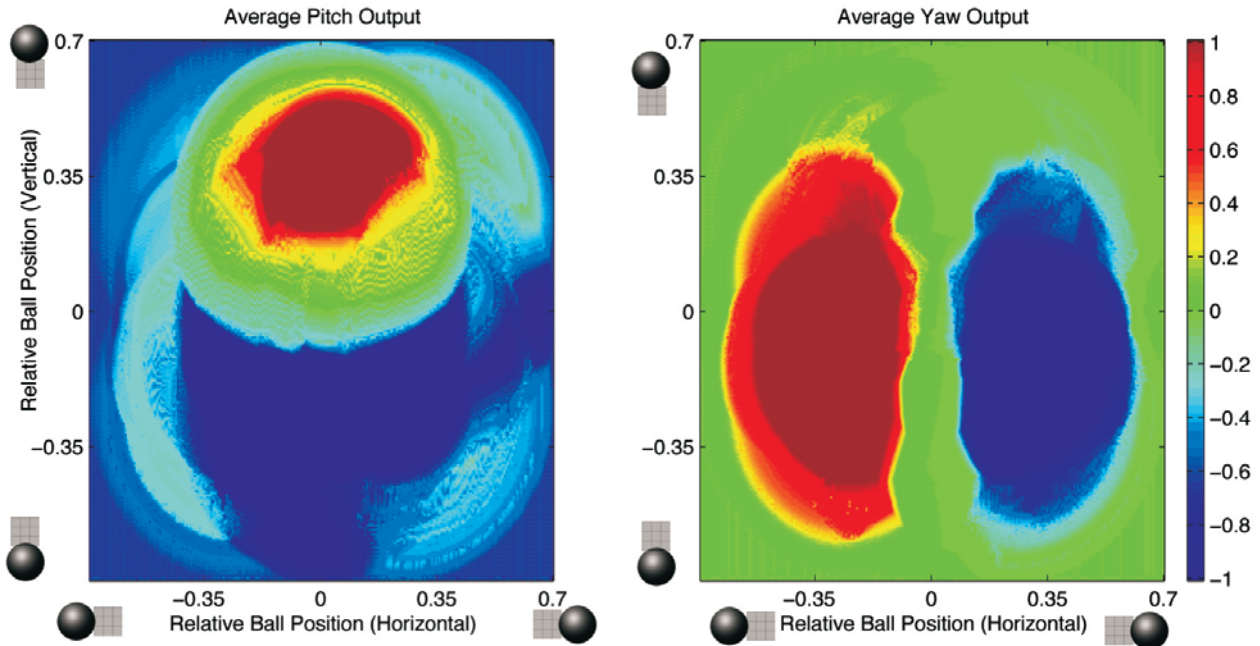 Average Pitch Output
0.7
0.35
0
−0.35
Relative Ball Position (Vertical)
−0.35 0 0.35 0.7
Relative Ball Position (Horizontal)
Average Yaw Output
0.7
0.35
0
−0.35
−0.35 0 0.35 0.7
Relative Ball Position (Horizontal)
1
0.8
0.6
0.4
0.2
0
−0.2
−0.4
−0.6
−0.8
−1